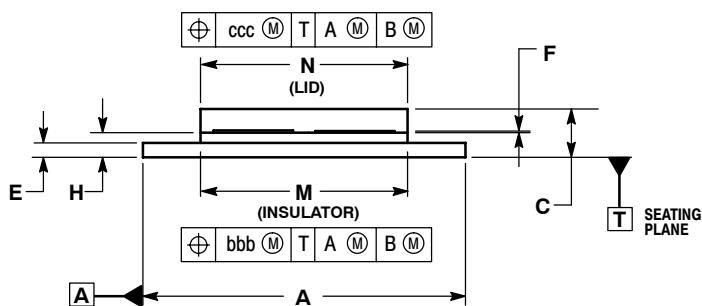 ⌖ ccc Ⓜ T A Ⓜ B Ⓜ
N
(LID)
F
E
H
M
(INSULATOR)
C
T
SEATING
PLANE
⌖ bbb Ⓜ T A Ⓜ B Ⓜ
A
A